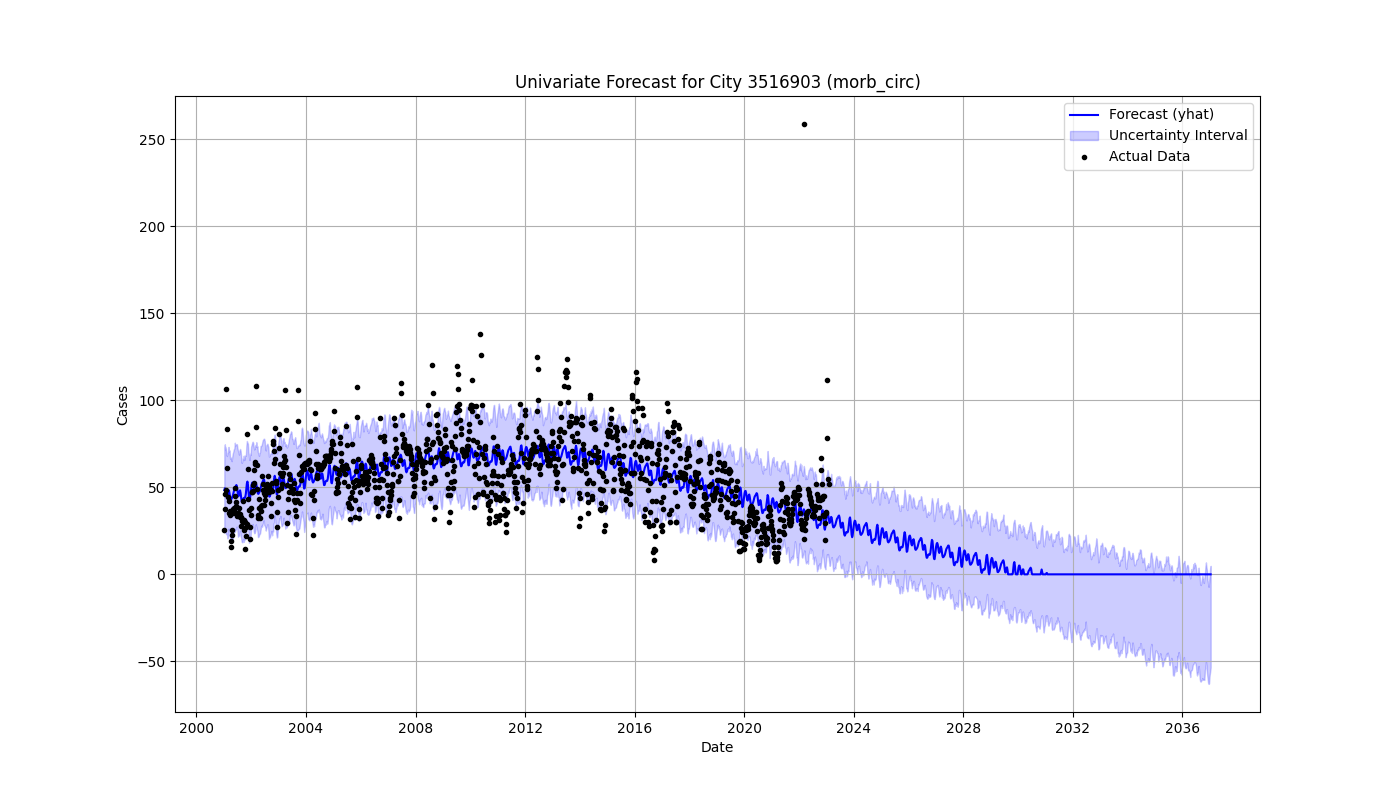 Univariate Forecast for City 3516903 (morb_circ)
Forecast (yhat)
Uncertainty Interval
Actual Data
250
200
150
100
50
0
−50
Cases
2000 2004 2008 2012 2016 2020 2024 2028 2032 2036
Date